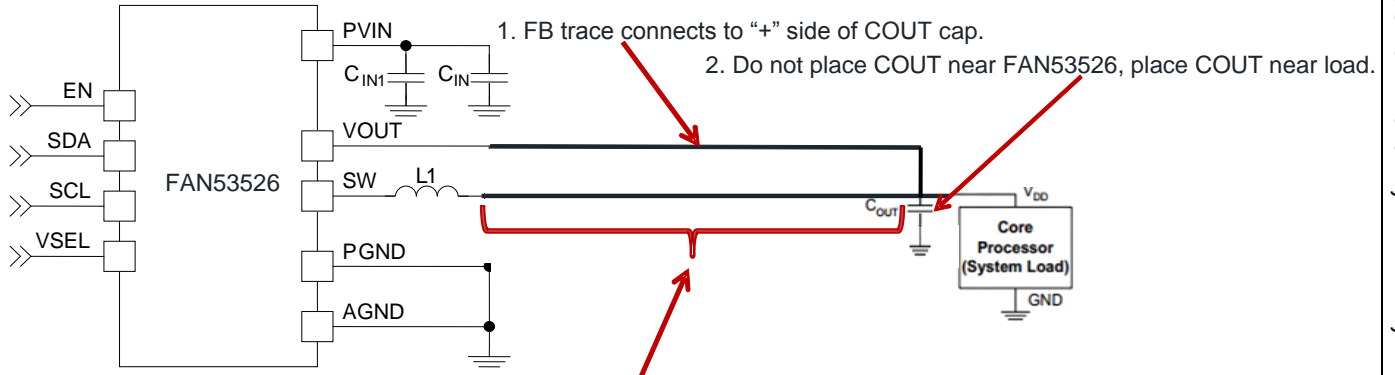 PVIN
1. FB trace connects to “+” side of COUT cap.
2. Do not place COUT near FAN53526, place COUT near load.
CIN1
CIN
EN
VOUT
SDA
FAN53526
SW
L1
SCL
COUT
VDD
VSEL
Core
Processor
(System Load)
PGND
GND
AGND